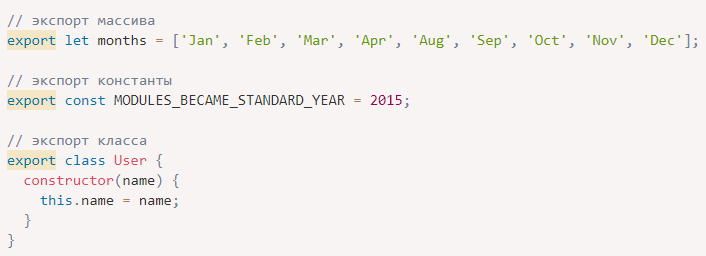 // экспорт массива
export let months = ['Jan', 'Feb', 'Mar', 'Apr', 'Aug', 'Sep', 'Oct', 'Nov', 'Dec'];
// экспорт константы
export const MODULES_BECAME_STANDARD_YEAR = 2015;
// экспорт класса
export class User {
  constructor(name) {
    this.name = name;
  }
}